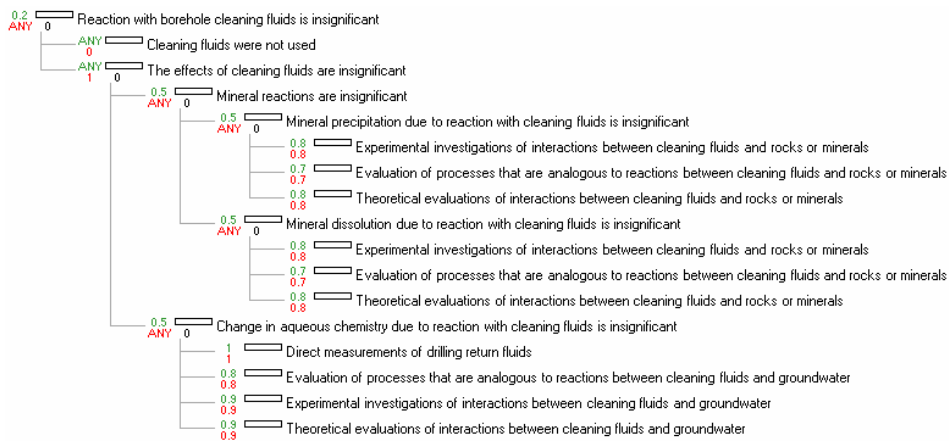 0.2 Reaction with borehole cleaning fluids is insignificant
ANY 0
ANY Cleaning fluids were not used
0
ANY The effects of cleaning fluids are insignificant
1 0
0.5 Mineral reactions are insignificant
ANY 0
0.5 Mineral precipitation due to reaction with cleaning fluids is insignificant
ANY 0
0.8 Experimental investigations of interactions between cleaning fluids and rocks or minerals
0.8
0.7 Evaluation of processes that are analogous to reactions between cleaning fluids and rocks or minerals
0.7
0.8 Theoretical evaluations of interactions between cleaning fluids and rocks or minerals
0.8
0.5 Mineral dissolution due to reaction with cleaning fluids is insignificant
ANY 0
0.8 Experimental investigations of interactions between cleaning fluids and rocks or minerals
0.8
0.7 Evaluation of processes that are analogous to reactions between cleaning fluids and rocks or minerals
0.7
0.8 Theoretical evaluations of interactions between cleaning fluids and rocks or minerals
0.8
0.5 Change in aqueous chemistry due to reaction with cleaning fluids is insignificant
ANY 0
1 Direct measurements of drilling return fluids
1
0.8 Evaluation of processes that are analogous to reactions between cleaning fluids and groundwater
0.8
0.9 Experimental investigations of interactions between cleaning fluids and groundwater
0.9
0.9 Theoretical evaluations of interactions between cleaning fluids and groundwater
0.9